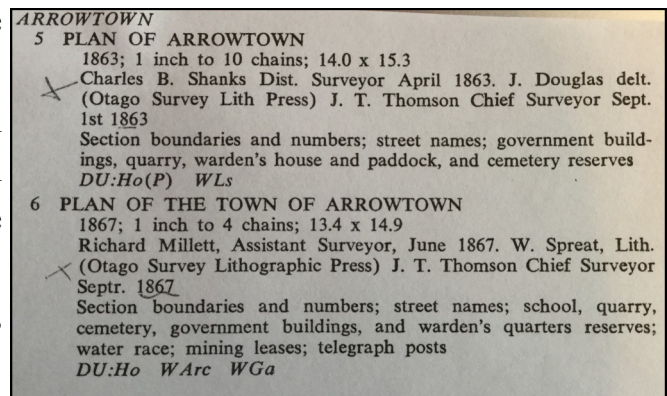 ARROWTOWN
5 PLAN OF ARROWTOWN
1863; 1 inch to 10 chains; 14.0 x 15.3
Charles B. Shanks Dist. Surveyor April 1863. J. Douglas delt.
(Otago Survey Lith Press) J. T. Thomson Chief Surveyor Sept.
1st 1863
Section boundaries and numbers; street names; government build-
ings, quarry, warden's house and paddock, and cemetery reserves
DU:Ho(P) WLs
6 PLAN OF THE TOWN OF ARROWTOWN
1867; 1 inch to 4 chains; 13.4 x 14.9
Richard Millett, Assistant Surveyor, June 1867. W. Spreat, Lith.
(Otago Survey Lithographic Press) J. T. Thomson Chief Surveyor
Septr. 1867
Section boundaries and numbers; street names; school, quarry,
cemetery, government buildings, and warden's quarters reserves;
water race; mining leases; telegraph posts
DU:Ho WArc WGa